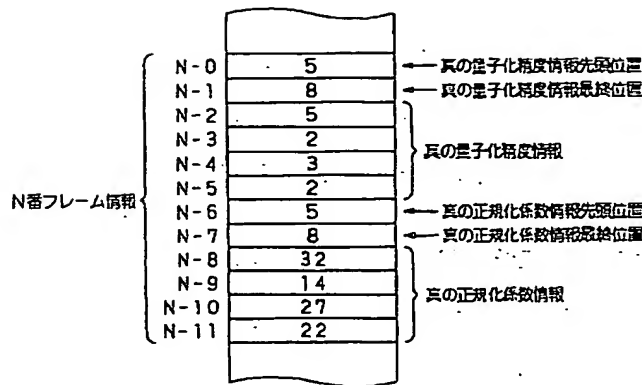 N-0 5 真の量子化精度情報先頭位置
N-1 8 真の量子化精度情報最終位置
N-2 5
N-3 2
真の量子化精度情報
N-4 3
N-5 2
N番フレーム情報
N-6 5 真の正規化係数情報先頭位置
N-7 8 真の正規化係数情報最終位置
N-8 32
N-9 14
真の正規化係数情報
N-10 27
N-11 22